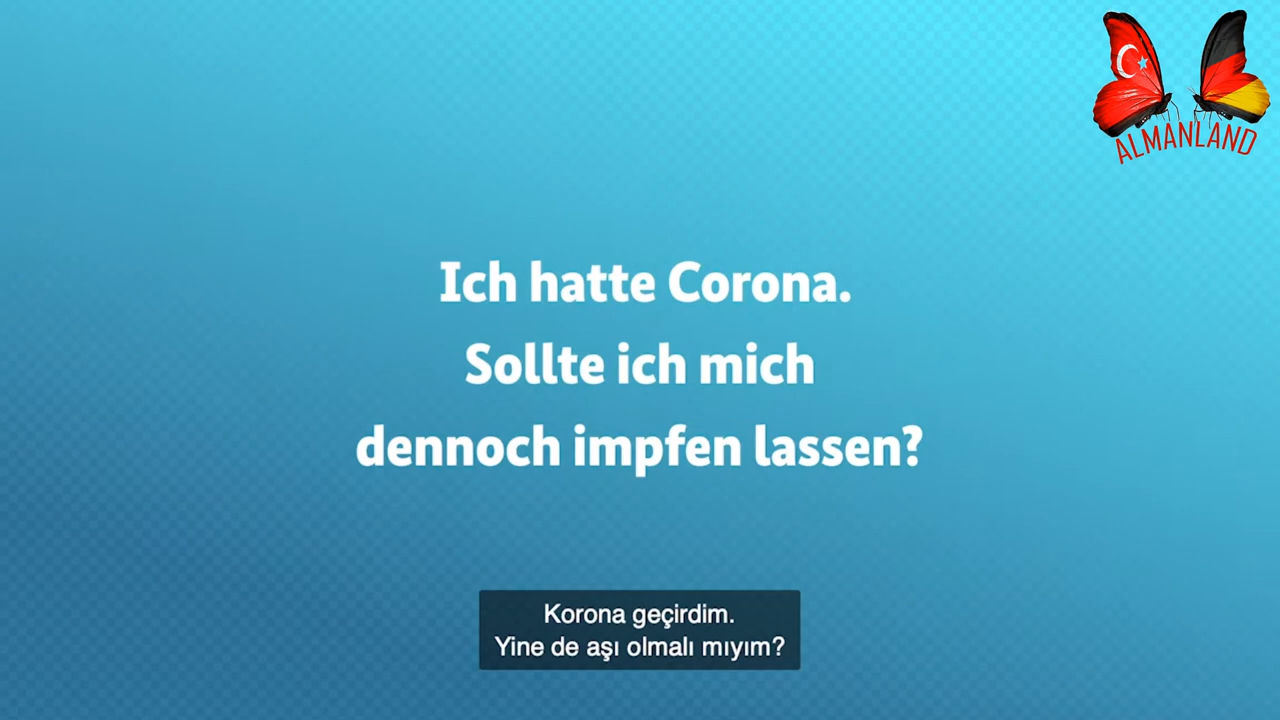 ALMANLAND
Ich hatte Corona.
Sollte ich mich
dennoch impfen lassen?
Korona geçirdim.
Yine de aşı olmalı mıyım?